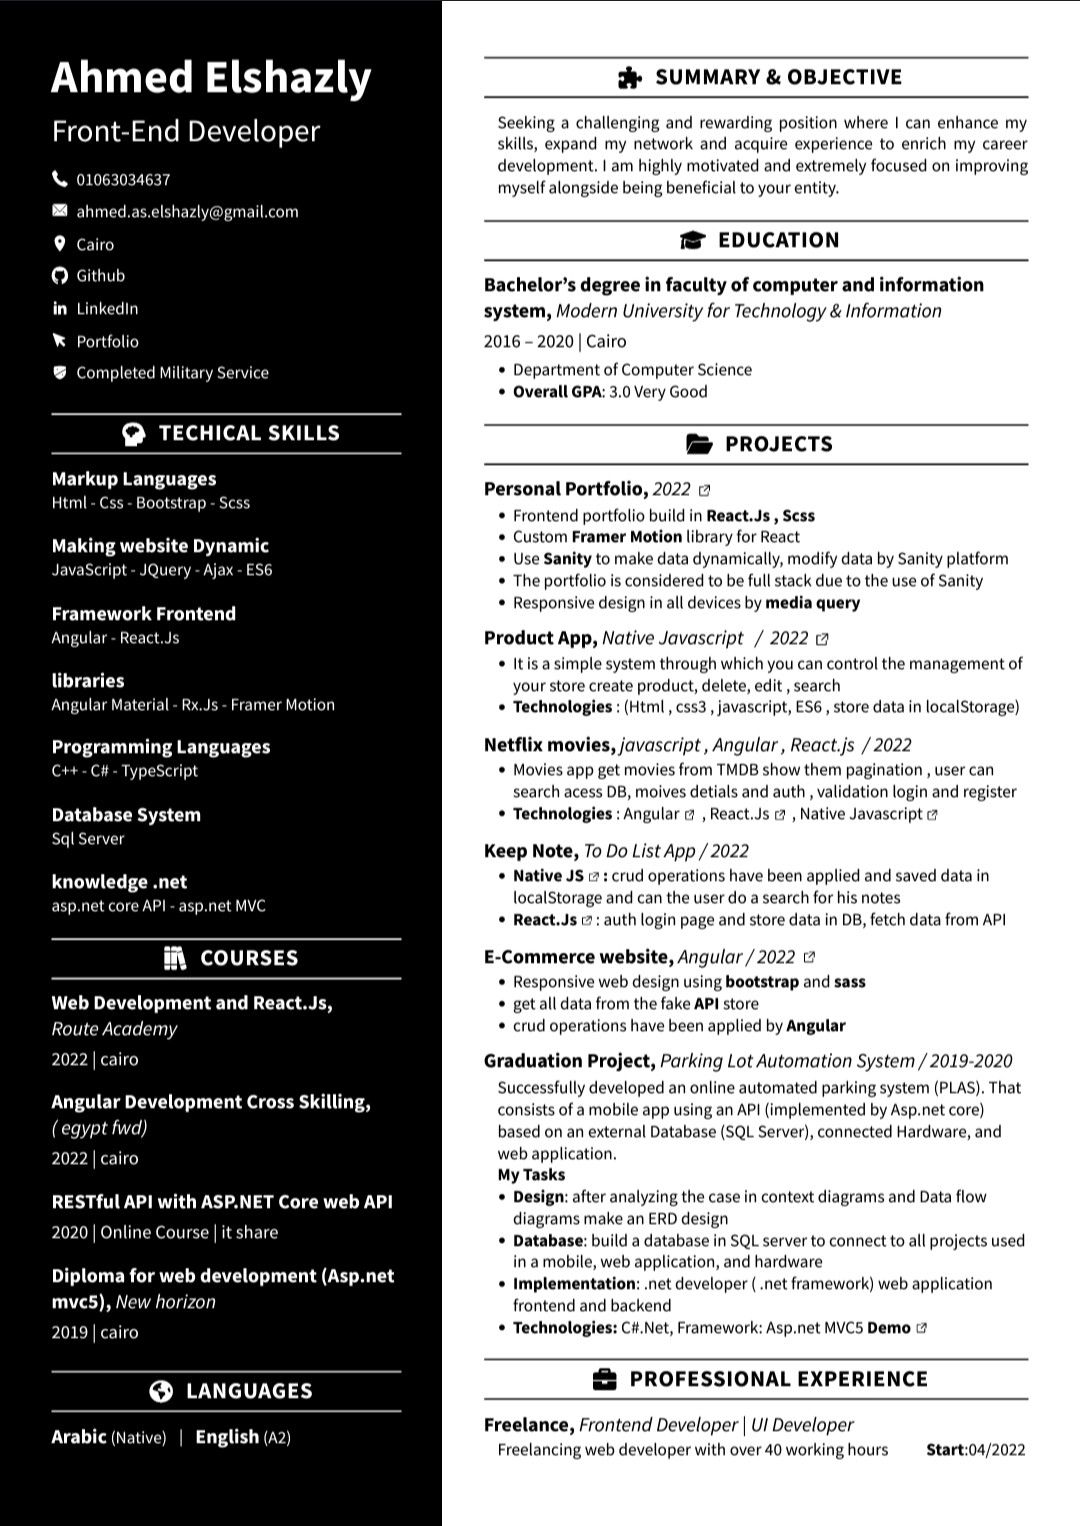 Ahmed Elshazly
Front-End Developer
01063034637
ahmed.as.elshazly@gmail.com
Cairo
Github
LinkedIn
Portfolio
Completed Military Service
TECHICAL SKILLS
Markup Languages
Html - Css - Bootstrap - Scss
Making website Dynamic
JavaScript - JQuery - Ajax - ES6
Framework Frontend
Angular - React.Js
libraries
Angular Material - Rx.Js - Framer Motion
Programming Languages
C++ - C# - TypeScript
Database System
Sql Server
knowledge .net
asp.net core API - asp.net MVC
COURSES
Web Development and React.Js,
Route Academy
2022 | cairo
Angular Development Cross Skilling,
( egypt fwd)
2022 | cairo
RESTful API with ASP.NET Core web API
2020 | Online Course | it share
Diploma for web development (Asp.net
mvc5), New horizon
2019 | cairo
LANGUAGES
Arabic (Native) | English (A2)
SUMMARY & OBJECTIVE
Seeking a challenging and rewarding position where I can enhance my
skills, expand my network and acquire experience to enrich my career
development. I am highly motivated and extremely focused on improving
myself alongside being beneficial to your entity.
EDUCATION
Bachelor’s degree in faculty of computer and information
system, Modern University for Technology & Information
2016 – 2020 | Cairo
• Department of Computer Science
• Overall GPA: 3.0 Very Good
PROJECTS
Personal Portfolio, 2022
• Frontend portfolio build in React.Js , Scss
• Custom Framer Motion library for React
• Use Sanity to make data dynamically, modify data by Sanity platform
• The portfolio is considered to be full stack due to the use of Sanity
• Responsive design in all devices by media query
Product App, Native Javascript / 2022
• It is a simple system through which you can control the management of
your store create product, delete, edit , search
• Technologies : (Html , css3 , javascript, ES6 , store data in localStorage)
Netflix movies, javascript , Angular , React.js / 2022
• Movies app get movies from TMDB show them pagination , user can
search acess DB, moives detials and auth , validation login and register
• Technologies : Angular , React.Js , Native Javascript
Keep Note, To Do List App / 2022
• Native JS : crud operations have been applied and saved data in
localStorage and can the user do a search for his notes
• React.Js : auth login page and store data in DB, fetch data from API
E-Commerce website, Angular / 2022
• Responsive web design using bootstrap and sass
• get all data from the fake API store
• crud operations have been applied by Angular
Graduation Project, Parking Lot Automation System / 2019-2020
Successfully developed an online automated parking system (PLAS). That
consists of a mobile app using an API (implemented by Asp.net core)
based on an external Database (SQL Server), connected Hardware, and
web application.
My Tasks
• Design: after analyzing the case in context diagrams and Data flow
diagrams make an ERD design
• Database: build a database in SQL server to connect to all projects used
in a mobile, web application, and hardware
• Implementation: .net developer ( .net framework) web application
frontend and backend
• Technologies: C#.Net, Framework: Asp.net MVC5 Demo
PROFESSIONAL EXPERIENCE
Freelance, Frontend Developer | UI Developer
Freelancing web developer with over 40 working hours Start:04/2022